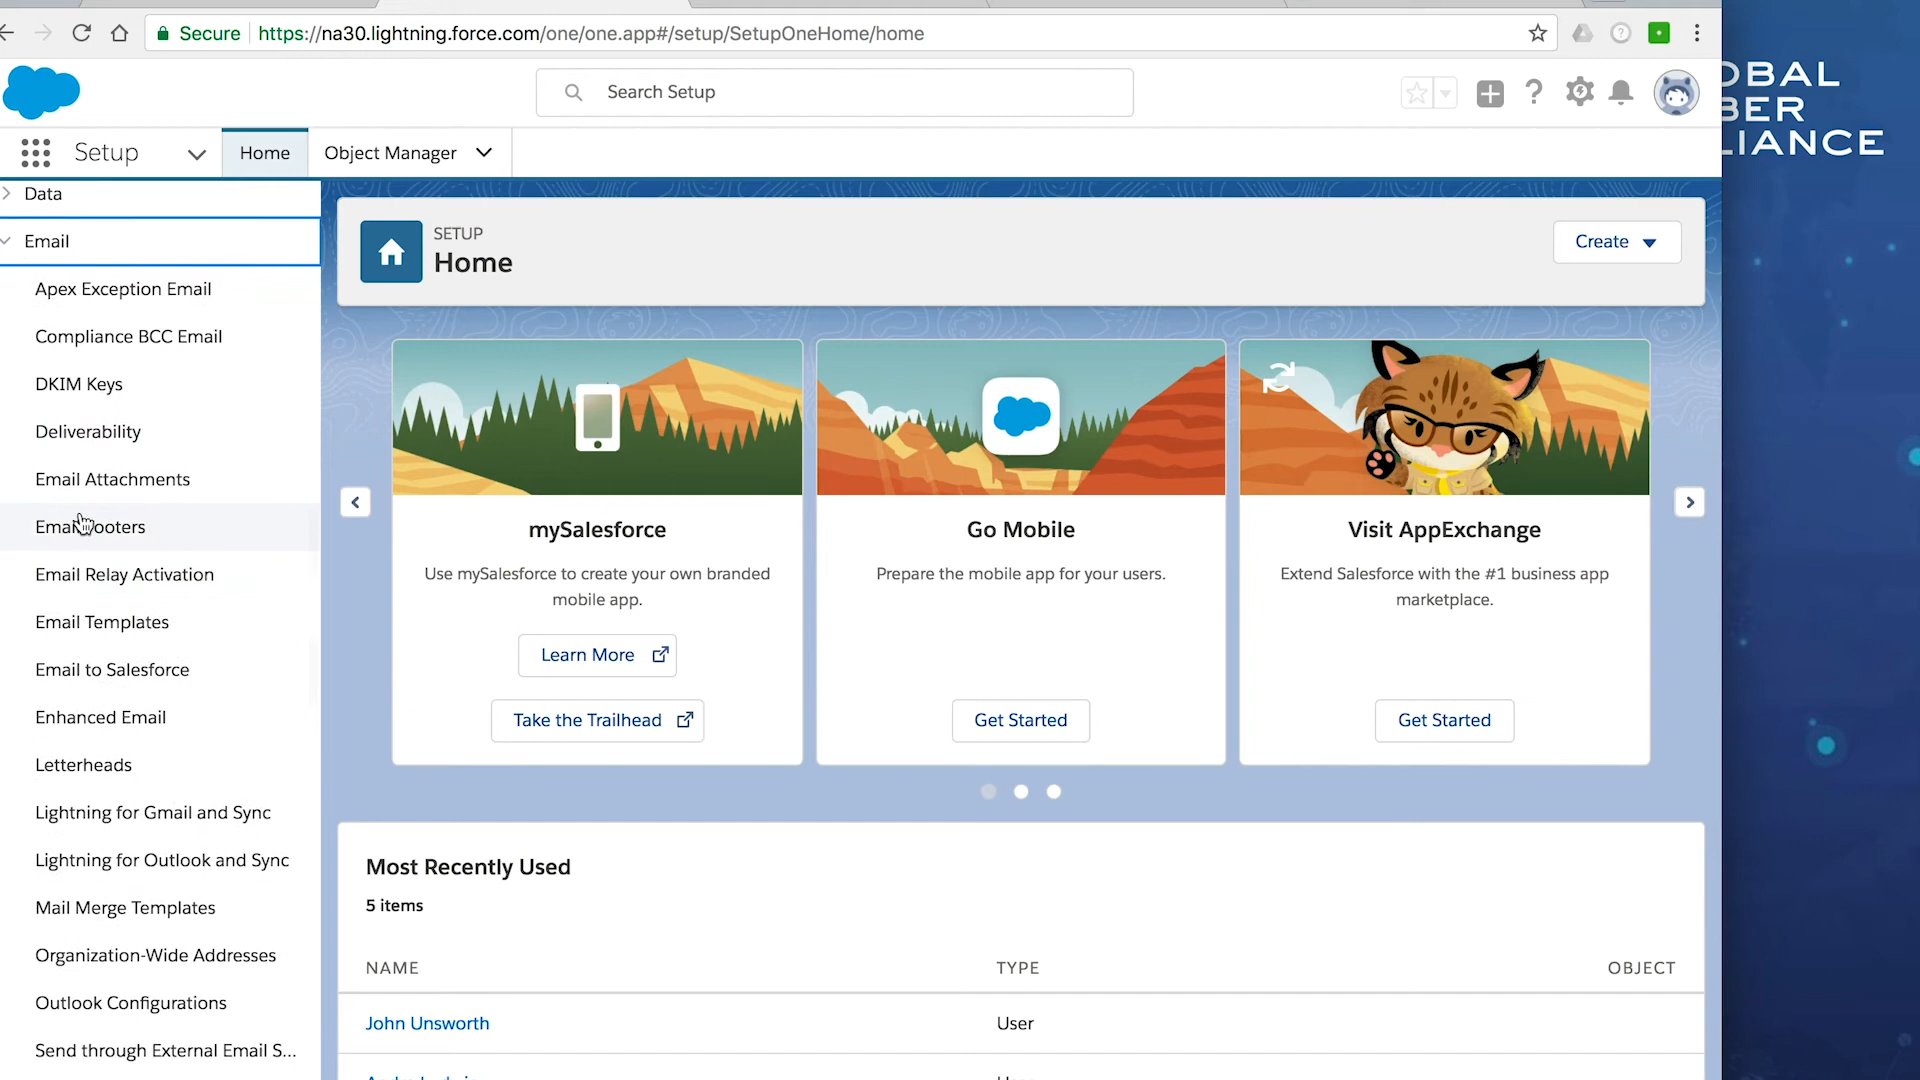 Secure
https://na30.lightning.force.com/one/one.app#/setup/SetupOneHome/home
Search Setup
Setup
Home
Object Manager
OBAL
BER
LIANCE
Data
Email
Apex Exception Email
Compliance BCC Email
DKIM Keys
Deliverability
Email Attachments
Email Footers
Email Relay Activation
Email Templates
Email to Salesforce
Enhanced Email
Letterheads
Lightning for Gmail and Sync
Lightning for Outlook and Sync
Mail Merge Templates
Organization-Wide Addresses
Outlook Configurations
Send through External Email S...
SETUP
Home
Create
mySalesforce
Use mySalesforce to create your own branded
mobile app.
Learn More
Take the Trailhead
Go Mobile
Prepare the mobile app for your users.
Get Started
Visit AppExchange
Extend Salesforce with the #1 business app
marketplace.
Get Started
Most Recently Used
5 items
NAME TYPE OBJECT
John Unsworth User